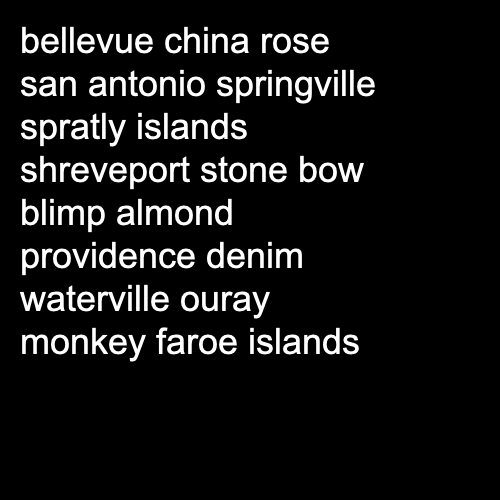 bellevue china rose
san antonio springville
spratly islands
shreveport stone bow
blimp almond
providence denim
waterville ouray
monkey faroe islands